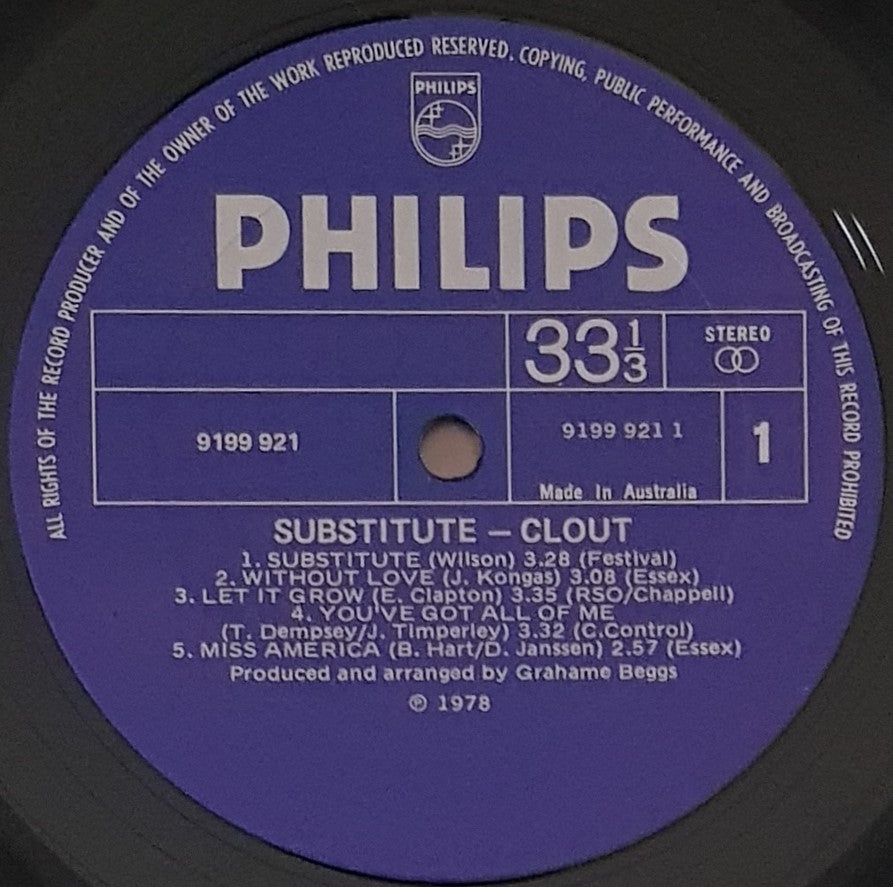 ALL RIGHTS OF THE RECORD PRODUCER AND OF THE OWNER OF THE WORK REPRODUCED RESERVED. COPYING, PUBLIC PERFORMANCE AND BROADCASTING OF THIS RECORD PROHIBITED
PHILIPS
PHILIPS
33 1/3
STEREO
9199 921
9199 921 1
1
Made In Australia
SUBSTITUTE – CLOUT
1. SUBSTITUTE (Wilson) 3.28 (Festival)
2. WITHOUT LOVE (J. Kongas) 3.08 (Essex)
3. LET IT GROW (E. Clapton) 3.35 (RSO/Chappell)
4. YOU'VE GOT ALL OF ME
(T. Dempsey/J. Timperley) 3.32 (C.Control)
5. MISS AMERICA (B. Hart/D. Janssen) 2.57 (Essex)
Produced and arranged by Grahame Beggs
℗ 1978